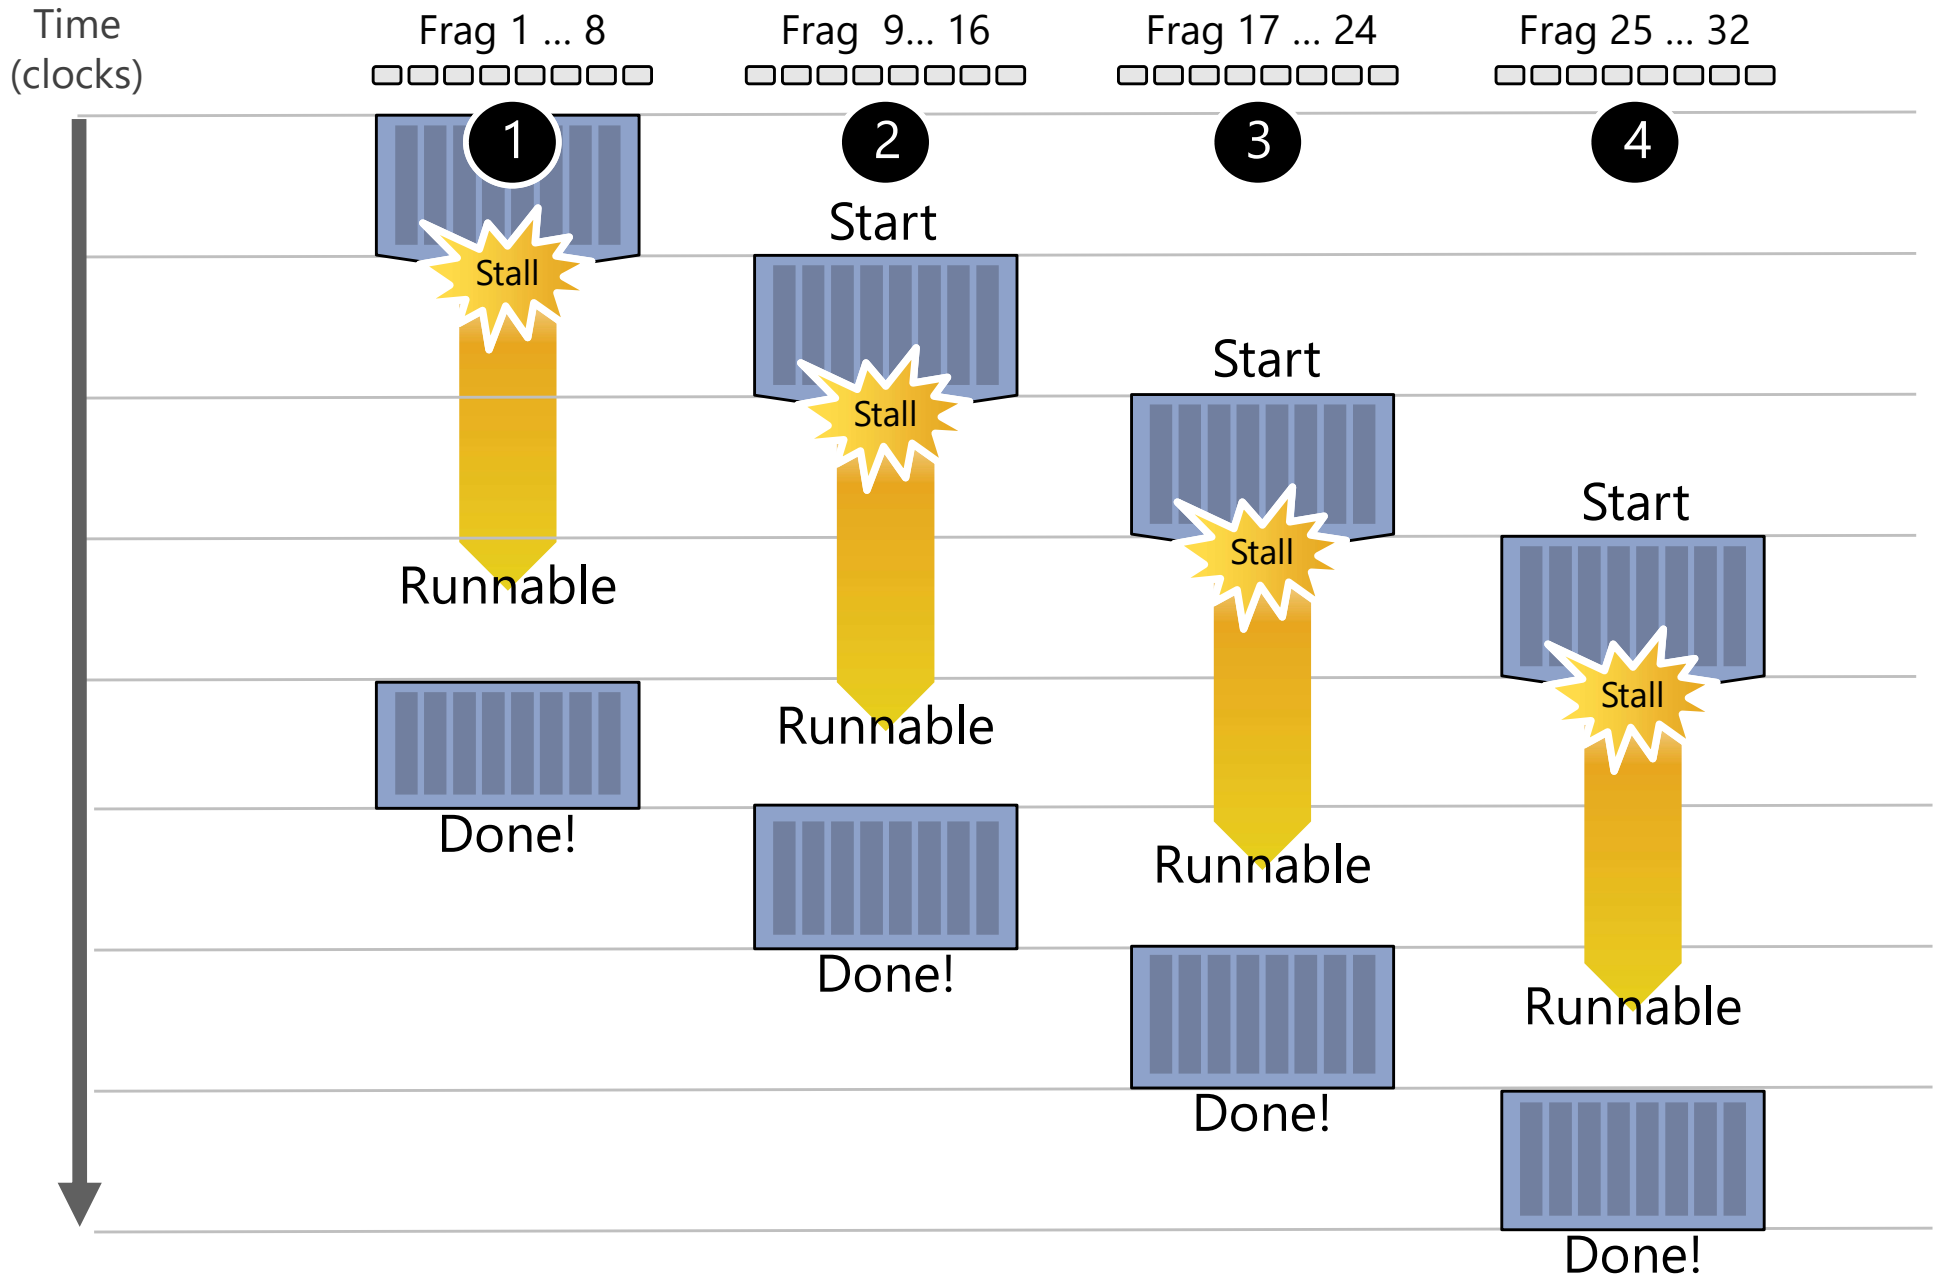 Time
(clocks)
Frag 1 ... 8
Frag 9... 16
Frag 17 ... 24
Frag 25 ... 32
1
2
3
4
Start
Stall
Start
Stall
Start
Stall
Runnable
Stall
Runnable
Done!
Runnable
Done!
Runnable
Done!
Done!